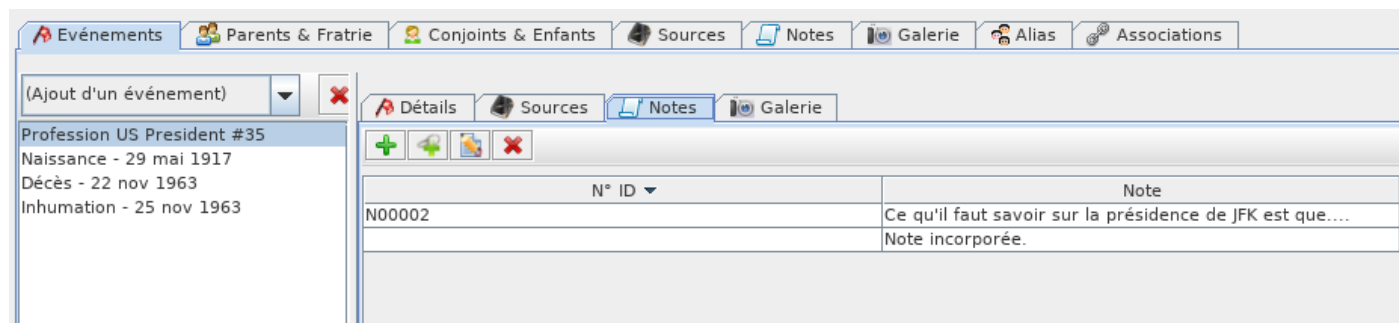 Evénements Parents & Fratrie Conjoints & Enfants Sources Notes Galerie Alias Associations
(Ajout d'un événement)
Détails Sources Notes Galerie
Profession US President #35
Naissance - 29 mai 1917
Décès - 22 nov 1963
Inhumation - 25 nov 1963
N° ID Note
N00002 Ce qu'il faut savoir sur la présidence de JFK est que....
Note incorporée.